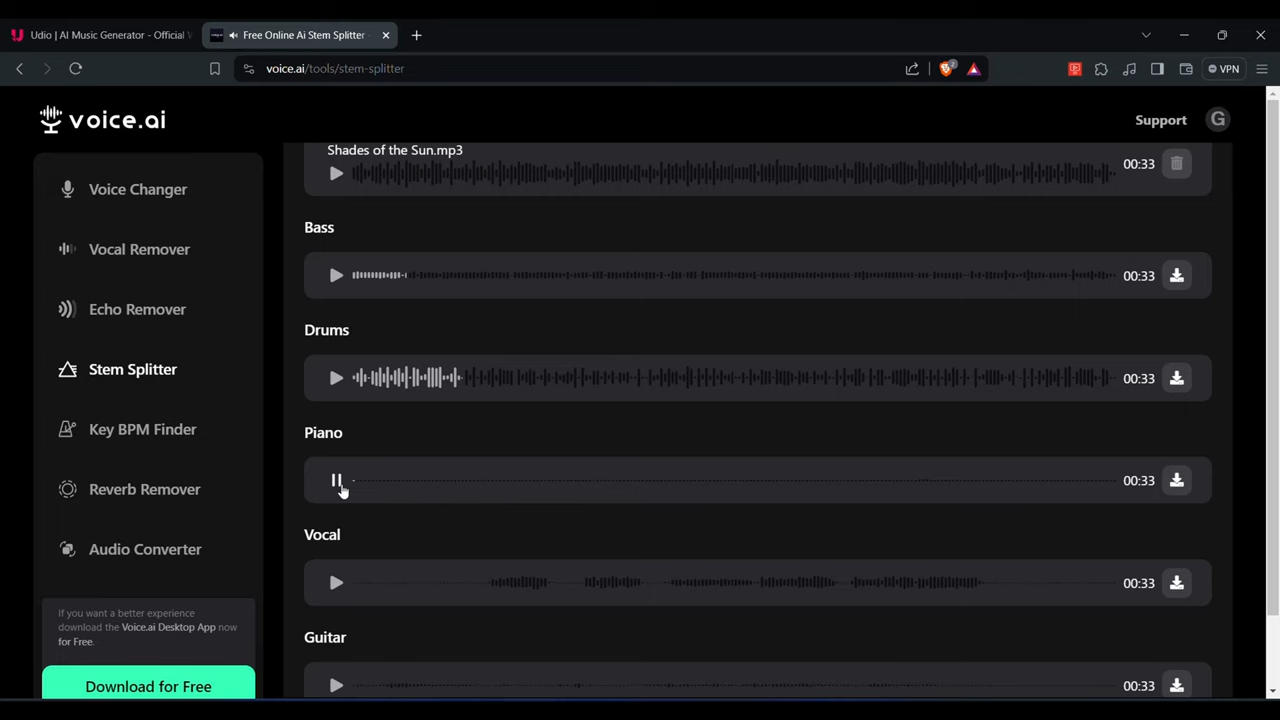 Udio | AI Music Generator - Official
Free Online Ai Stem Splitter
voice.ai/tools/stem-splitter
2
VPN
voice.ai
Support
G
Voice Changer
Vocal Remover
Echo Remover
Stem Splitter
Key BPM Finder
Reverb Remover
Audio Converter
If you want a better experience
download the Voice.ai Desktop App now
for Free.
Download for Free
Shades of the Sun.mp3
00:33
Bass
00:33
Drums
00:33
Piano
00:33
Vocal
00:33
Guitar
00:33